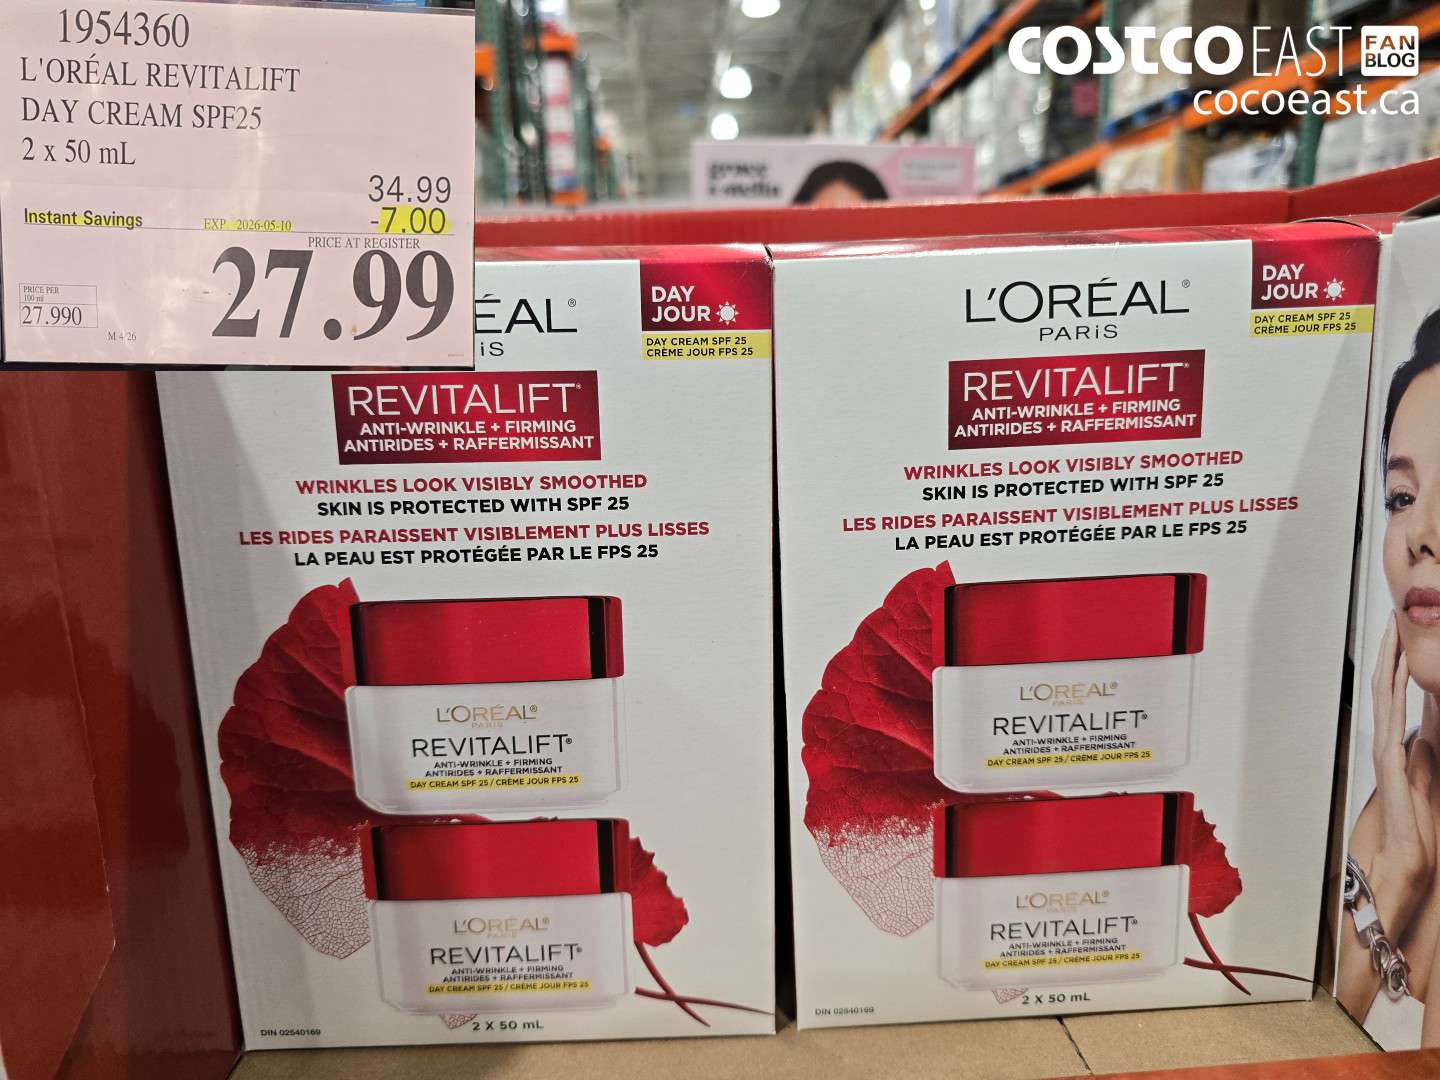 1954360
L'ORÉAL REVITALIFT
DAY CREAM SPF25
2 x 50 mL
34.99
Instant Savings EXP. 2026-05-10 -7.00
PRICE AT REGISTER
27.99
PRICE PER
100 ml
27.990
M 4/26
COSTCO EAST FAN BLOG
cocoeast.ca
ÉAL®
iS
DAY
JOUR
DAY CREAM SPF 25
CRÈME JOUR FPS 25
REVITALIFT®
ANTI-WRINKLE + FIRMING
ANTIRIDES + RAFFERMISSANT
WRINKLES LOOK VISIBLY SMOOTHED
SKIN IS PROTECTED WITH SPF 25
LES RIDES PARAISSENT VISIBLEMENT PLUS LISSES
LA PEAU EST PROTÉGÉE PAR LE FPS 25
L'ORÉAL®
PARIS
REVITALIFT®
ANTI-WRINKLE + FIRMING
ANTIRIDES + RAFFERMISSANT
DAY CREAM SPF 25 / CRÈME JOUR FPS 25
L'ORÉAL®
PARIS
REVITALIFT®
ANTI-WRINKLE + FIRMING
ANTIRIDES + RAFFERMISSANT
DAY CREAM SPF 25 / CRÈME JOUR FPS 25
DIN 02540169
2 X 50 mL
L'ORÉAL®
PARiS
DAY
JOUR
DAY CREAM SPF 25
CRÈME JOUR FPS 25
REVITALIFT®
ANTI-WRINKLE + FIRMING
ANTIRIDES + RAFFERMISSANT
WRINKLES LOOK VISIBLY SMOOTHED
SKIN IS PROTECTED WITH SPF 25
LES RIDES PARAISSENT VISIBLEMENT PLUS LISSES
LA PEAU EST PROTÉGÉE PAR LE FPS 25
L'ORÉAL®
PARIS
REVITALIFT®
ANTI-WRINKLE + FIRMING
ANTIRIDES + RAFFERMISSANT
DAY CREAM SPF 25 / CRÈME JOUR FPS 25
L'ORÉAL®
PARIS
REVITALIFT®
ANTI-WRINKLE + FIRMING
ANTIRIDES + RAFFERMISSANT
DAY CREAM SPF 25 / CRÈME JOUR FPS 25
DIN 02540169
2 X 50 mL